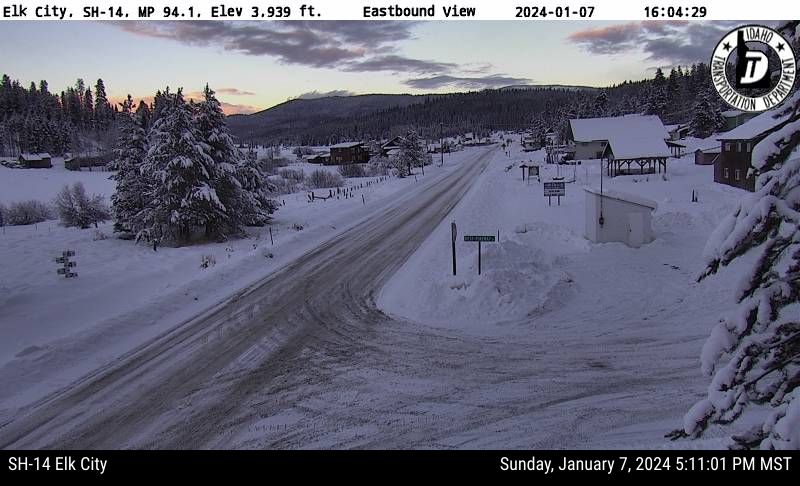 Elk City, SH-14, MP 94.1, Elev 3,939 ft. Eastbound View 2024-01-07 16:04:29
IDAHO
TRANSPORTATION DEPARTMENT
SH-14 Elk City Sunday, January 7, 2024 5:11:01 PM MST